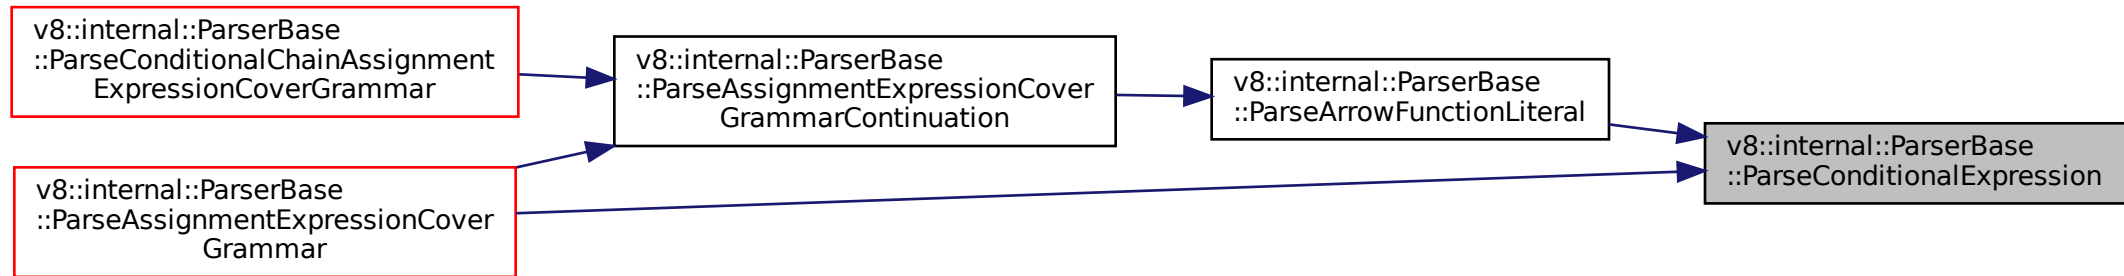 v8::internal::ParserBase
::ParseConditionalChainAssignment
ExpressionCoverGrammar
v8::internal::ParserBase
::ParseAssignmentExpressionCover
Grammar
v8::internal::ParserBase
::ParseAssignmentExpressionCover
GrammarContinuation
v8::internal::ParserBase
::ParseArrowFunctionLiteral
v8::internal::ParserBase
::ParseConditionalExpression